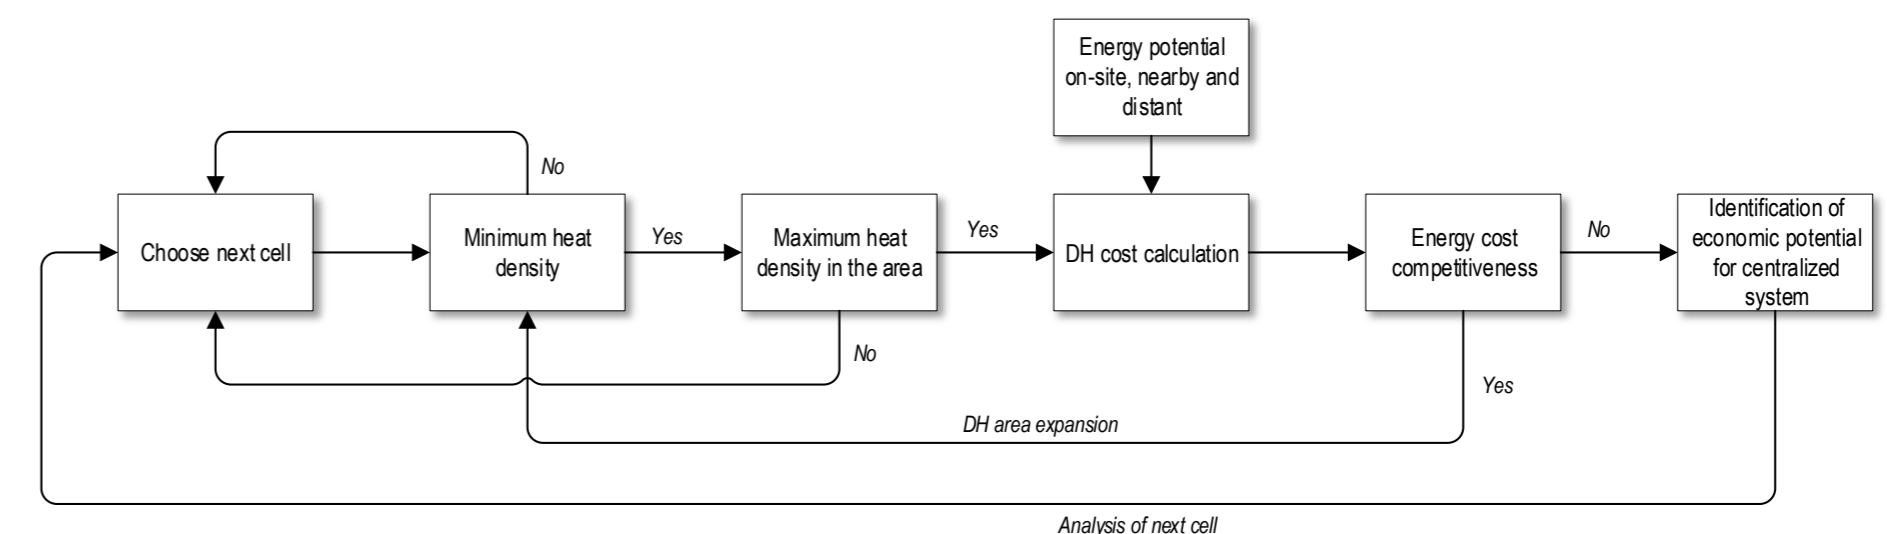 Energy potential
on-site, nearby and
distant
No
Choose next cell
Minimum heat
density
Yes
Maximum heat
density in the area
Yes
DH cost calculation
Energy cost
competitiveness
No
Identification of
economic potential
for centralized
system
No
Yes
DH area expansion
Analysis of next cell